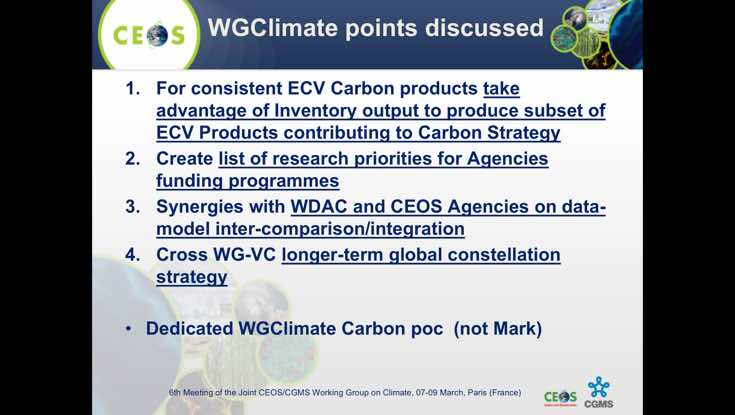 CEOS
WGClimate points discussed
1. For consistent ECV Carbon products take
advantage of Inventory output to produce subset of
ECV Products contributing to Carbon Strategy
2. Create list of research priorities for Agencies
funding programmes
3. Synergies with WDAC and CEOS Agencies on data-
model inter-comparison/integration
4. Cross WG-VC longer-term global constellation
strategy
• Dedicated WGClimate Carbon poc (not Mark)
6th Meeting of the Joint CEOS/CGMS Working Group on Climate, 07-09 March, Paris (France)
CEOS
CGMS